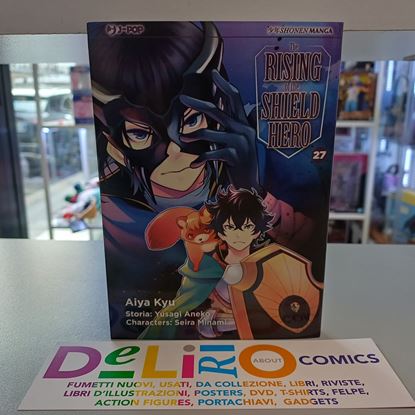 J-POP
SHONEN MANGA
The
RISING
of the
SHIELD
HERO
27
Aiya Kyu
Storia: Yusagi Aneko
Characters: Seira Minami
DeLiRiO
ABOUT
COMICS
FUMETTI NUOVI, USATI, DA COLLEZIONE, LIBRI, RIVISTE,
LIBRI D'ILLUSTRAZIONI, POSTERS, DVD, T-SHIRTS, FELPE,
ACTION FIGURES, PORTACHIAVI, GADGETS